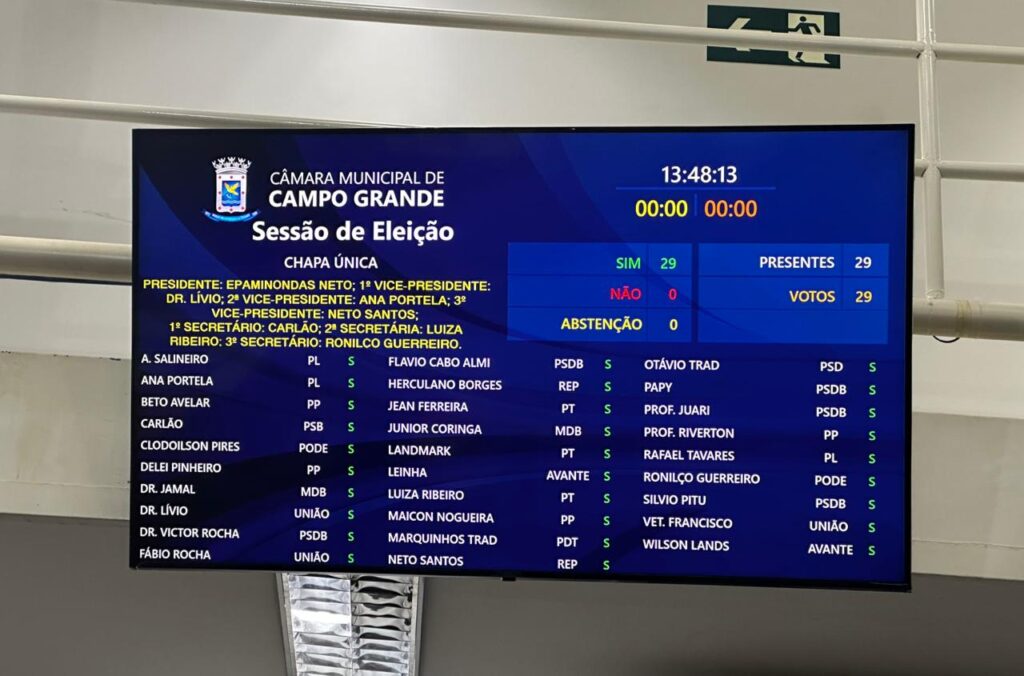 CÂMARA MUNICIPAL DE
CAMPO GRANDE
Sessão de Eleição
CHAPA ÚNICA
PRESIDENTE: EPAMINONDAS NETO; 1º VICE-PRESIDENTE:
DR. LÍVIO; 2ª VICE-PRESIDENTE: ANA PORTELA; 3º
VICE-PRESIDENTE: NETO SANTOS;
1º SECRETÁRIO: CARLÃO; 2ª SECRETÁRIA: LUIZA
RIBEIRO: 3º SECRETÁRIO: RONILÇO GUERREIRO.
13:48:13
00:00 00:00
SIM 29
NÃO 0
ABSTENÇÃO 0
PRESENTES 29
VOTOS 29
A. SALINEIRO PL S
ANA PORTELA PL S
BETO AVELAR PP S
CARLÃO PSB S
CLODOILSON PIRES PODE S
DELEI PINHEIRO PP S
DR. JAMAL MDB S
DR. LÍVIO UNIÃO S
DR. VICTOR ROCHA PSDB S
FÁBIO ROCHA UNIÃO S
FLAVIO CABO ALMI PSDB S
HERCULANO BORGES REP S
JEAN FERREIRA PT S
JUNIOR CORINGA MDB S
LANDMARK PT S
LEINHA AVANTE S
LUIZA RIBEIRO PT S
MAICON NOGUEIRA PP S
MARQUINHOS TRAD PDT S
NETO SANTOS REP S
OTÁVIO TRAD PSD S
PAPY PSDB S
PROF. JUARI PSDB S
PROF. RIVERTON PP S
RAFAEL TAVARES PL S
RONILÇO GUERREIRO PODE S
SILVIO PITU PSDB S
VET. FRANCISCO UNIÃO S
WILSON LANDS AVANTE S